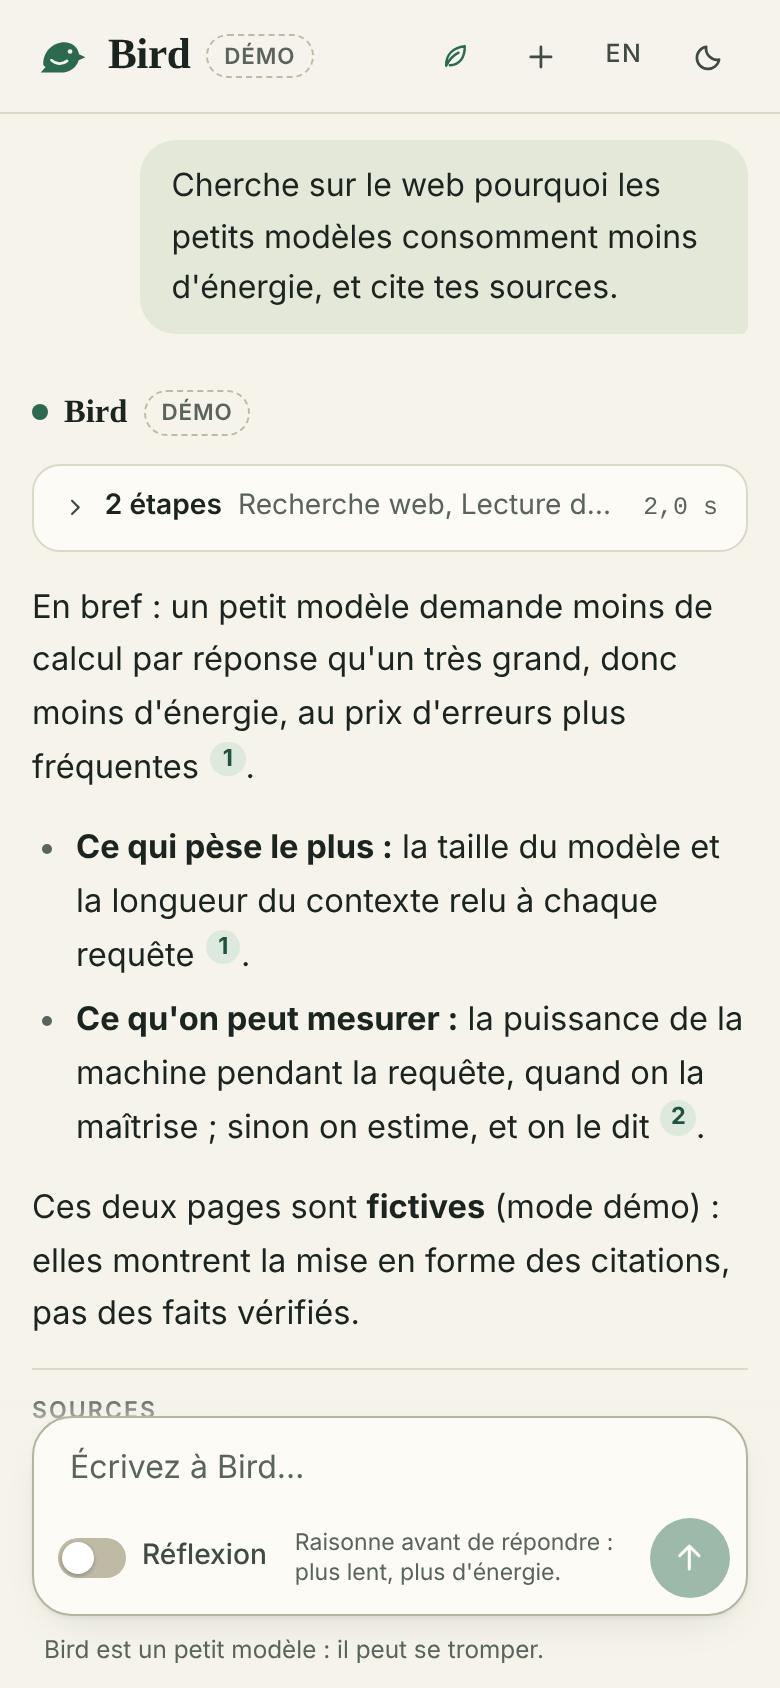 Bird DÉMO EN
Cherche sur le web pourquoi les
petits modèles consomment moins
d'énergie, et cite tes sources.
Bird DÉMO
2 étapes Recherche web, Lecture d... 2,0 s
En bref : un petit modèle demande moins de
calcul par réponse qu'un très grand, donc
moins d'énergie, au prix d'erreurs plus
fréquentes 1.
• Ce qui pèse le plus : la taille du modèle et
la longueur du contexte relu à chaque
requête 1.
• Ce qu'on peut mesurer : la puissance de la
machine pendant la requête, quand on la
maîtrise ; sinon on estime, et on le dit 2.
Ces deux pages sont fictives (mode démo) :
elles montrent la mise en forme des citations,
pas des faits vérifiés.
SOURCES
Écrivez à Bird...
Réflexion
Raisonne avant de répondre :
plus lent, plus d'énergie.
Bird est un petit modèle : il peut se tromper.